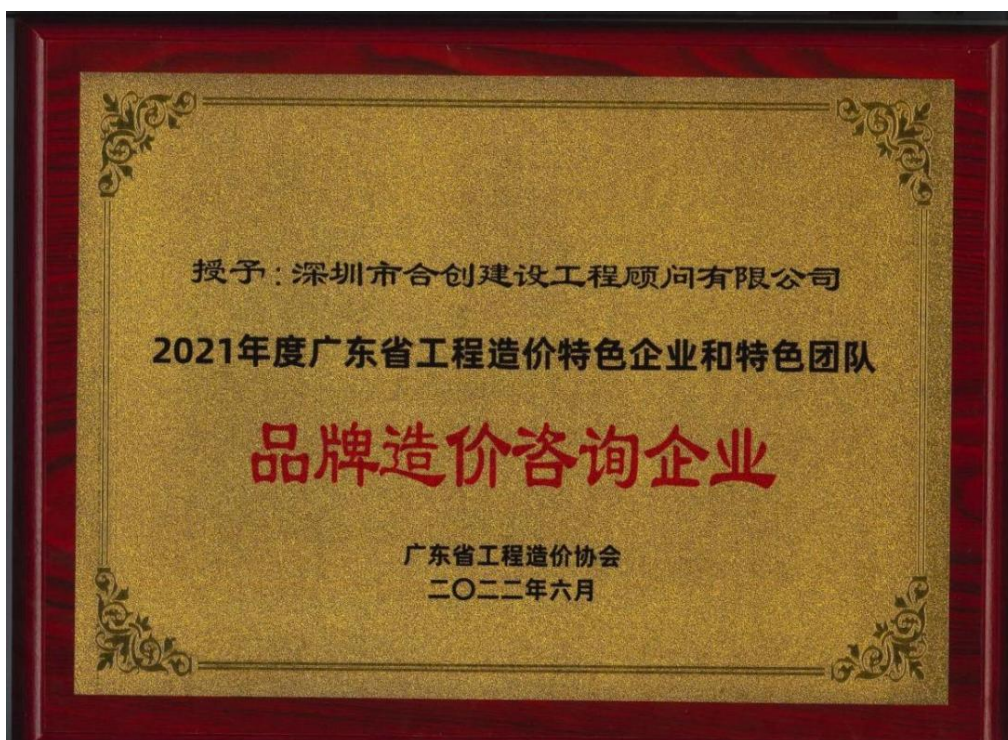 授予:深圳市合创建设工程顾问有限公司
2021年度广东省工程造价特色企业和特色团队
品牌造价咨询企业
广东省工程造价协会
二〇二二年六月